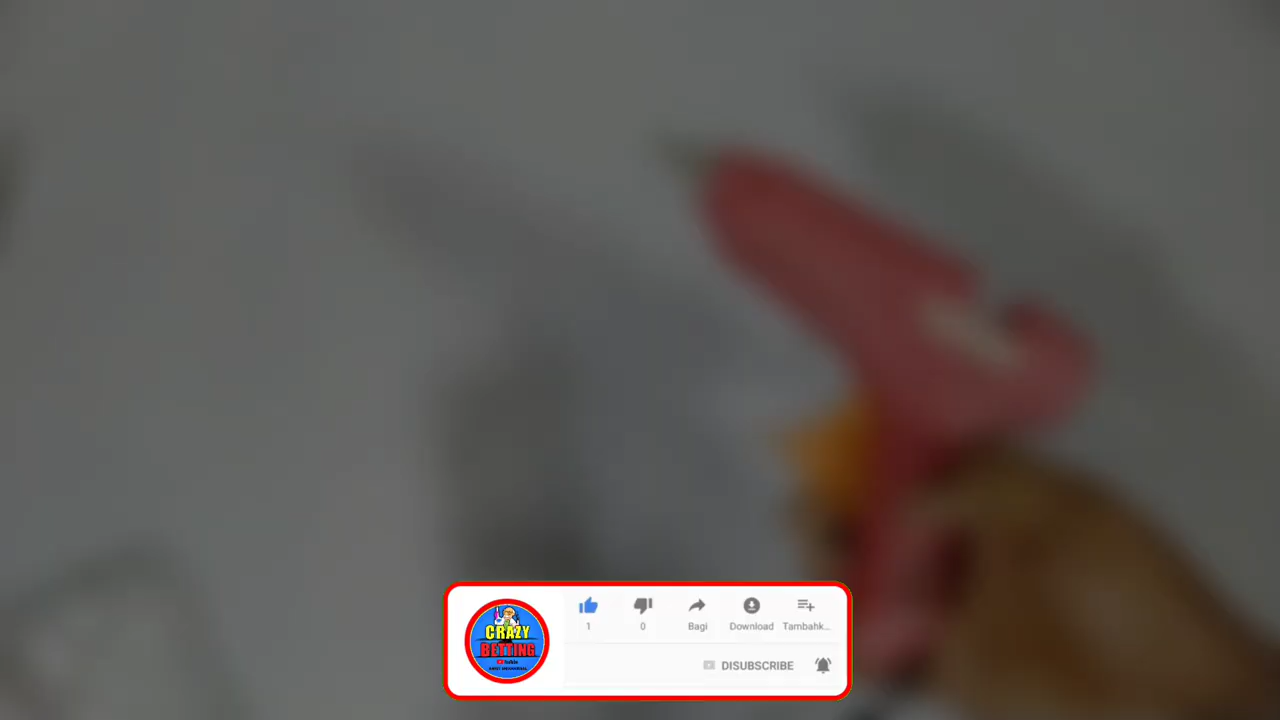 CRAZY
BETTING
1
0
Bagi
Download
Tambahk...
DISUBSCRIBE